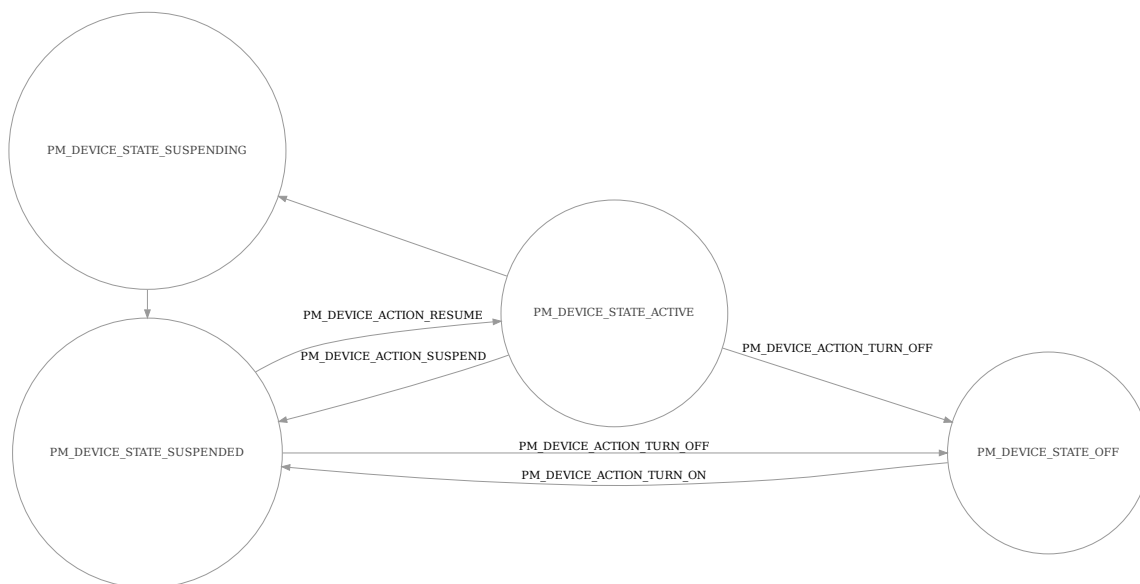 PM_DEVICE_STATE_SUSPENDING
PM_DEVICE_ACTION_RESUME
PM_DEVICE_STATE_ACTIVE
PM_DEVICE_ACTION_SUSPEND
PM_DEVICE_ACTION_TURN_OFF
PM_DEVICE_STATE_SUSPENDED
PM_DEVICE_ACTION_TURN_OFF
PM_DEVICE_STATE_OFF
PM_DEVICE_ACTION_TURN_ON